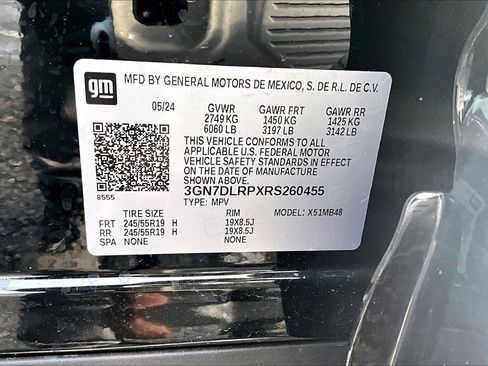 gm
MFD BY GENERAL MOTORS DE MEXICO, S. DE R.L. DE C.V.
05/24 GVWR GAWR FRT GAWR RR
2749 KG 1450 KG 1425 KG
6060 LB 3197 LB 3142 LB
THIS VEHICLE CONFORMS TO ALL
APPLICABLE U.S. FEDERAL MOTOR
VEHICLE SAFETY STANDARDS IN EFFECT
ON THE DATE OF MANUFACTURE
SHOWN ABOVE.
8555 3GN7DLRPXRS260455
TYPE: MPV
TIRE SIZE RIM MODEL: X51MB48
FRT 245/55R19 H 19X8.5J
RR 245/55R19 H 19X8.5J
SPA NONE NONE